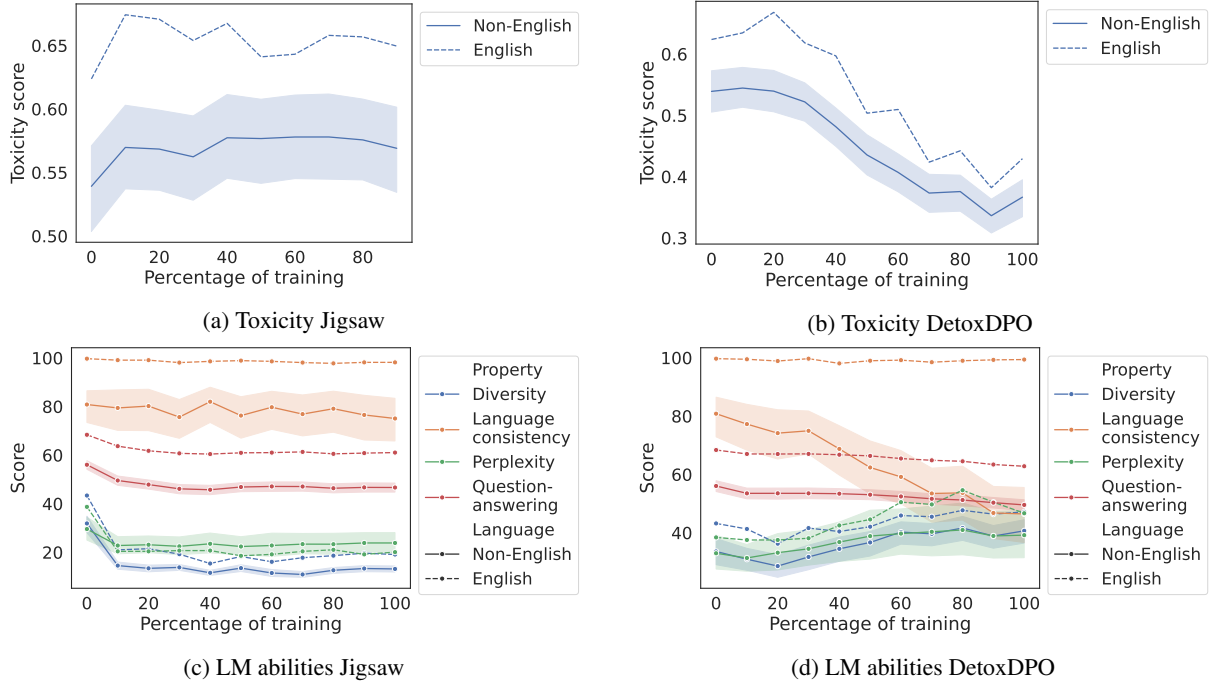 Toxicity score
0.65
0.60
0.55
0.50
0
20
40
60
80
Percentage of training
Non-English
English
(a) Toxicity Jigsaw
Toxicity score
0.6
0.5
0.4
0.3
0
20
40
60
80
100
Percentage of training
Non-English
English
(b) Toxicity DetoxDPO
Score
100
80
60
40
20
0
20
40
60
80
100
Percentage of training
Property
Diversity
Language
consistency
Perplexity
Question-
answering
Language
Non-English
English
(c) LM abilities Jigsaw
Score
100
80
60
40
0
20
40
60
80
100
Percentage of training
Property
Diversity
Language
consistency
Perplexity
Question-
answering
Language
Non-English
English
(d) LM abilities DetoxDPO